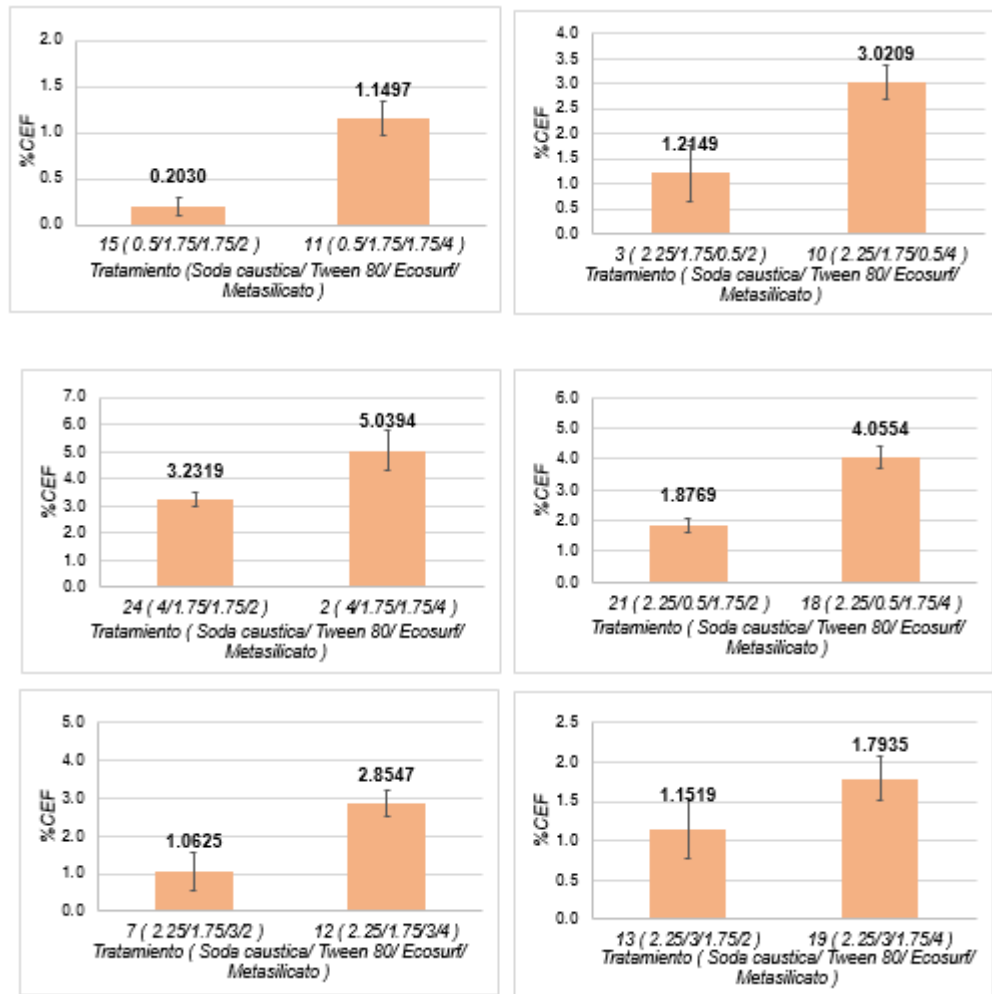 2.0
1.5
1.0
0.5
0.0
%CEF
0.2030
1.1497
15 ( 0.5/1.75/1.75/2 )
11 ( 0.5/1.75/1.75/4 )
Tratamiento (Soda caustica/ Tween 80/ Ecosurf/
Metasilicato )
4.0
3.5
3.0
2.5
2.0
1.5
1.0
0.5
0.0
%CEF
1.2149
3.0209
3 ( 2.25/1.75/0.5/2 )
10 ( 2.25/1.75/0.5/4 )
Tratamiento ( Soda caustica/ Tween 80/ Ecosurf/
Metasilicato )
7.0
6.0
5.0
4.0
3.0
2.0
1.0
0.0
%CEF
3.2319
5.0394
24 ( 4/1.75/1.75/2 )
2 ( 4/1.75/1.75/4 )
Tratamiento ( Soda caustica/ Tween 80/ Ecosurf/
Metasilicato )
6.0
5.0
4.0
3.0
2.0
1.0
0.0
%CEF
1.8769
4.0554
21 ( 2.25/0.5/1.75/2 )
18 ( 2.25/0.5/1.75/4 )
Tratamiento ( Soda caustica/ Tween 80/ Ecosurf/
Metasilicato )
5.0
4.0
3.0
2.0
1.0
0.0
%CEF
1.0625
2.8547
7 ( 2.25/1.75/3/2 )
12 ( 2.25/1.75/3/4 )
Tratamiento ( Soda caustica/ Tween 80/ Ecosurf/
Metasilicato )
2.5
2.0
1.5
1.0
0.5
0.0
%CEF
1.1519
1.7935
13 ( 2.25/3/1.75/2 )
19 ( 2.25/3/1.75/4 )
Tratamiento ( Soda caustica/ Tween 80/ Ecosurf/
Metasilicato )